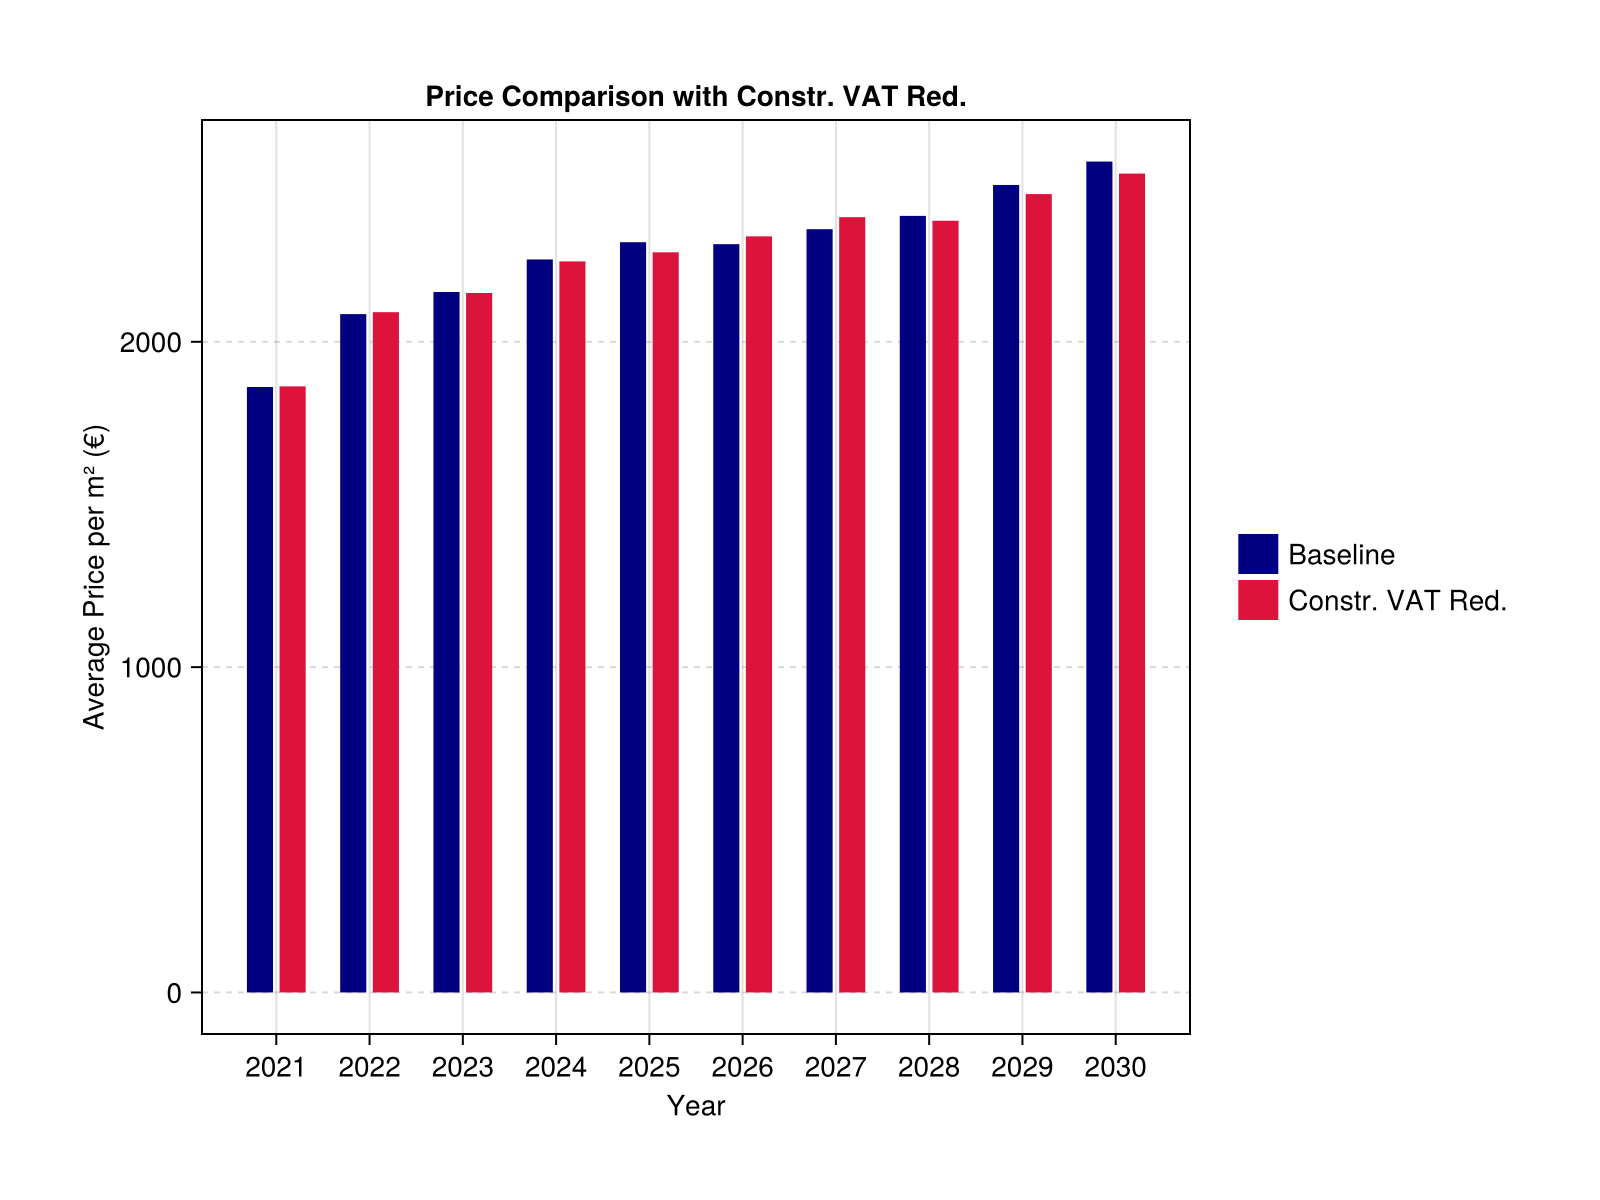 Price Comparison with Constr. VAT Red.
Average Price per m² (€)
2000
1000
0
2021 2022 2023 2024 2025 2026 2027 2028 2029 2030
Year
Baseline
Constr. VAT Red.